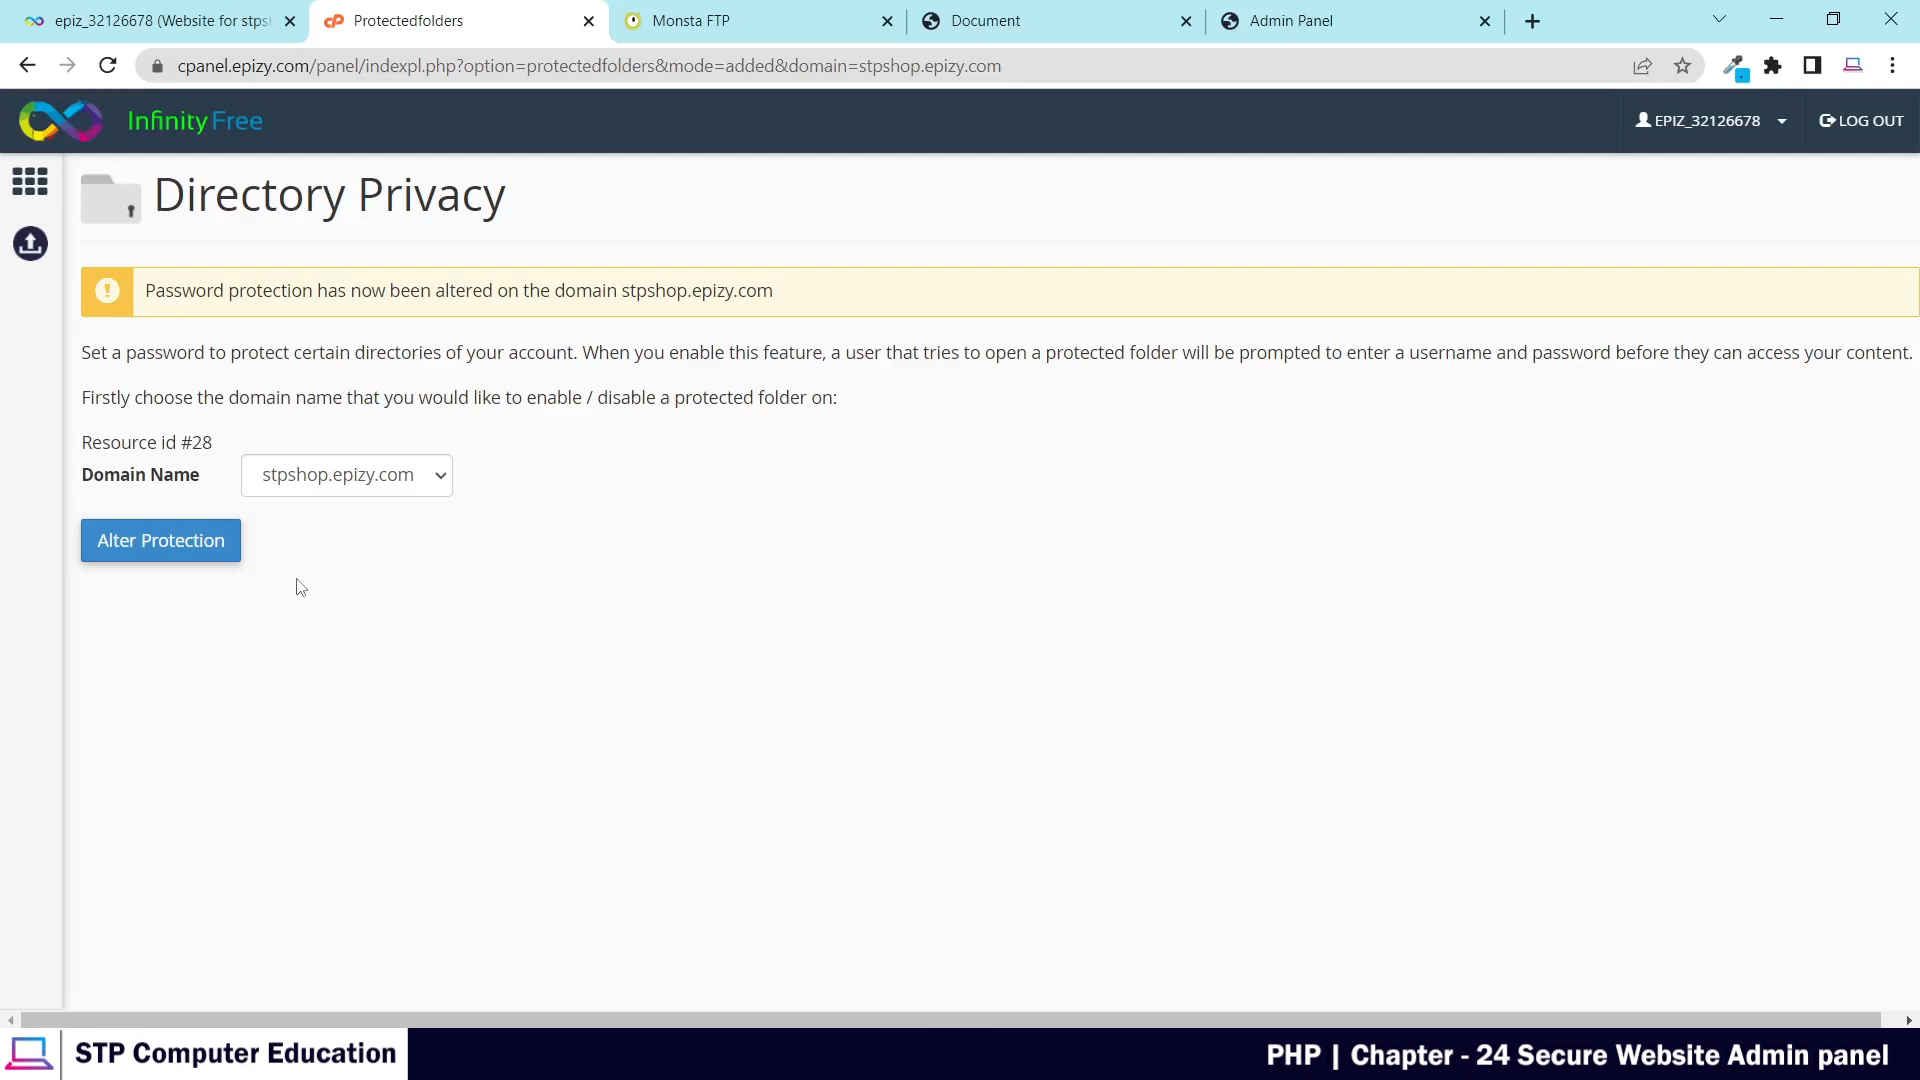 epiz_32126678 (Website for stps
Protectedfolders
Monsta FTP
Document
Admin Panel
cpanel.epizy.com/panel/indexpl.php?option=protectedfolders&mode=added&domain=stpshop.epizy.com
InfinityFree
EPIZ_32126678
LOG OUT
Directory Privacy
Password protection has now been altered on the domain stpshop.epizy.com
Set a password to protect certain directories of your account. When you enable this feature, a user that tries to open a protected folder will be prompted to enter a username and password before they can access your content.
Firstly choose the domain name that you would like to enable / disable a protected folder on:
Resource id #28
Domain Name
stpshop.epizy.com
Alter Protection
STP Computer Education
PHP | Chapter - 24 Secure Website Admin panel